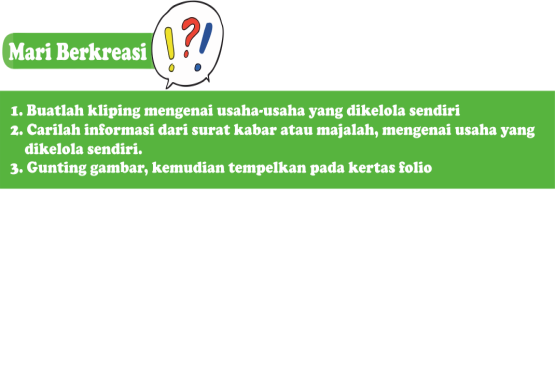 Mari Berkreasi
!?!
1. Buatlah kliping mengenai usaha-usaha yang dikelola sendiri
2. Carilah informasi dari surat kabar atau majalah, mengenai usaha yang
dikelola sendiri.
3. Gunting gambar, kemudian tempelkan pada kertas folio